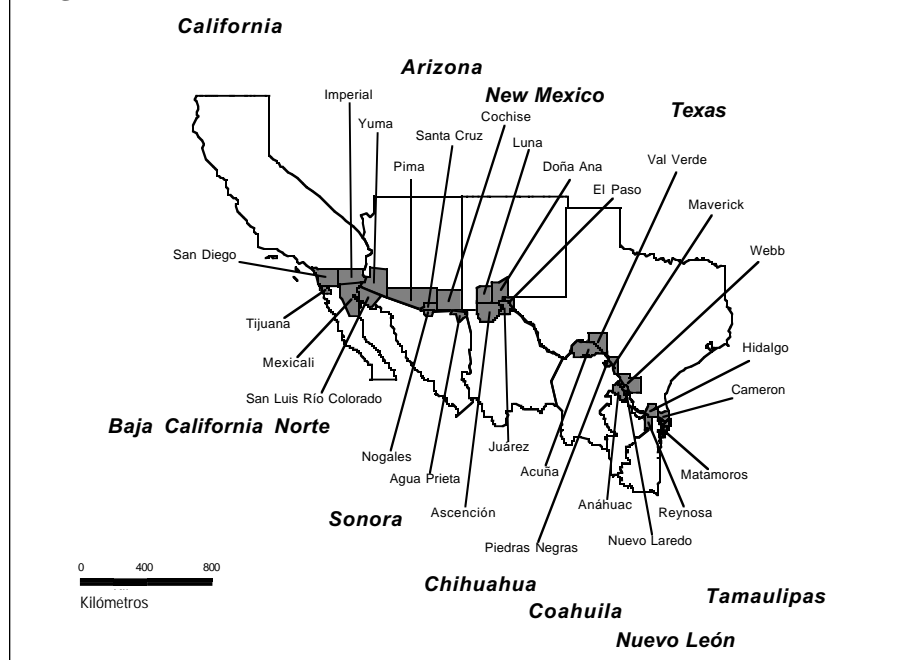 California
Arizona
New Mexico
Texas
Imperial
Yuma
Santa Cruz
Cochise
Luna
Pima
Doña Ana
Val Verde
El Paso
Maverick
Webb
San Diego
Tijuana
Mexicali
San Luis Río Colorado
Hidalgo
Cameron
Baja California Norte
Nogales
Agua Prieta
Juárez
Acuña
Matamoros
Anáhuac
Reynosa
Ascención
Sonora
Piedras Negras
Nuevo Laredo
0 400 800
Kilómetros
Chihuahua
Coahuila
Tamaulipas
Nuevo León